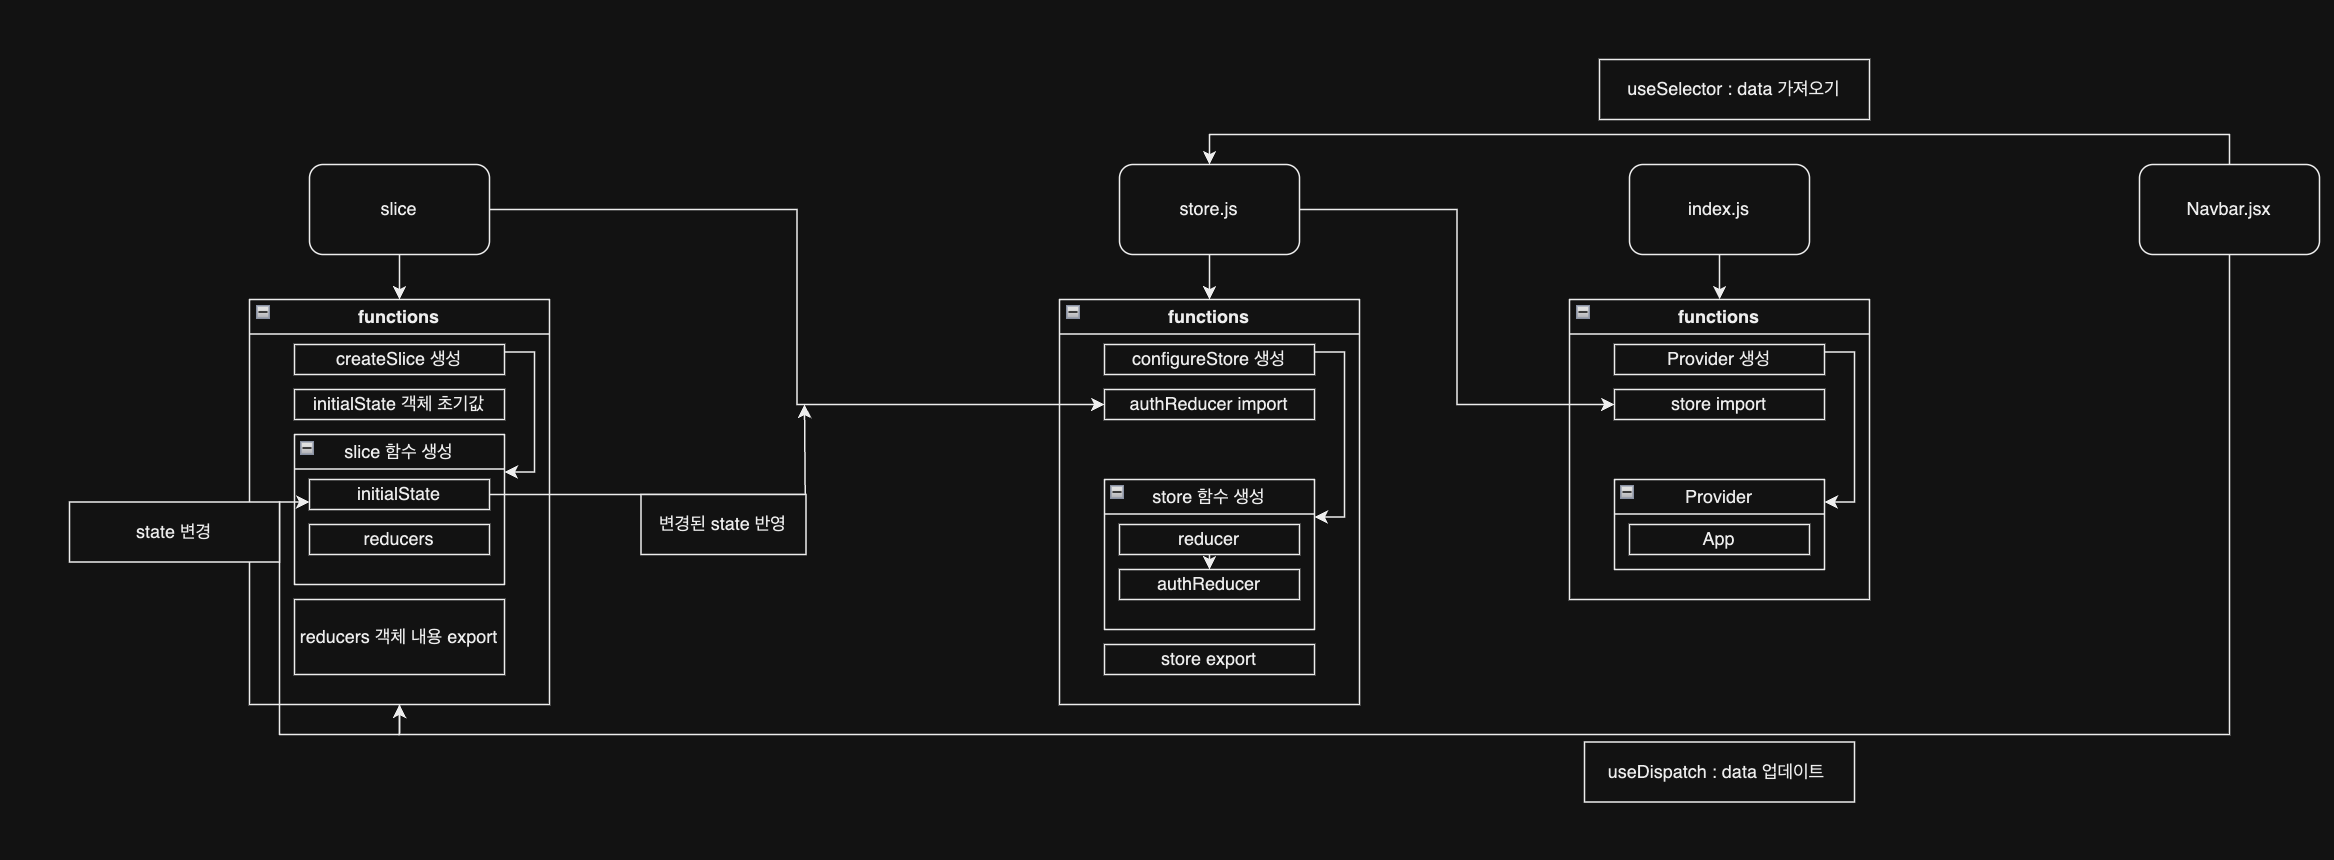 useSelector : data 가져오기
slice
store.js
index.js
Navbar.jsx
functions
createSlice 생성
initialState 객체 초기값
slice 함수 생성
initialState
reducers
reducers 객체 내용 export
state 변경
변경된 state 반영
functions
configureStore 생성
authReducer import
store 함수 생성
reducer
authReducer
store export
functions
Provider 생성
store import
Provider
App
useDispatch : data 업데이트